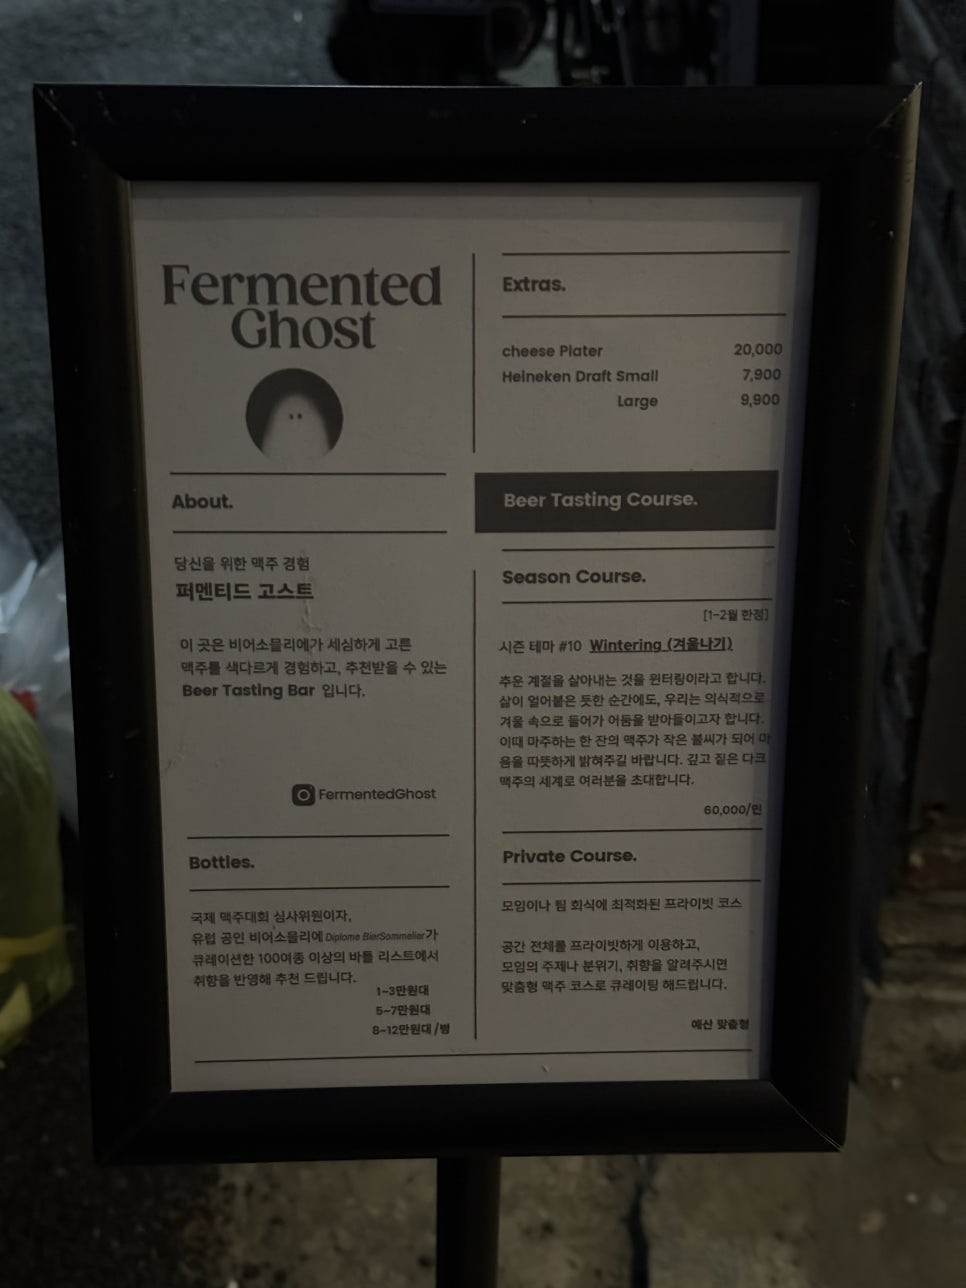 Fermented
Ghost
About.
당신을 위한 맥주 경험
퍼멘티드 고스트
이 곳은 비어소믈리에가 세심하게 고른
맥주를 색다르게 경험하고, 추천받을 수 있는
Beer Tasting Bar 입니다.
FermentedGhost
Bottles.
국제 맥주대회 심사위원이자,
유럽 공인 비어소믈리에 Diplome BierSommelier가
큐레이션한 100여종 이상의 바틀 리스트에서
취향을 반영해 추천 드립니다.
1~3만원대
5~7만원대
8~12만원대 /병
Extras.
cheese Plater 20,000
Heineken Draft Small 7,900
Large 9,900
Beer Tasting Course.
Season Course.
[1-2월 한정]
시즌 테마 #10 Wintering (겨울나기)
추운 계절을 살아내는 것을 윈터링이라고 합니다.
삶이 얼어붙은 듯한 순간에도, 우리는 의식적으로
겨울 속으로 들어가 어둠을 받아들이고자 합니다.
이때 마주하는 한 잔의 맥주가 작은 불씨가 되어 마
음을 따뜻하게 밝혀주길 바랍니다. 깊고 짙은 다크
맥주의 세계로 여러분을 초대합니다.
60,000/인
Private Course.
모임이나 팀 회식에 최적화된 프라이빗 코스
공간 전체를 프라이빗하게 이용하고,
모임의 주제나 분위기, 취향을 알려주시면
맞춤형 맥주 코스로 큐레이팅 해드립니다.
예산 맞춤형